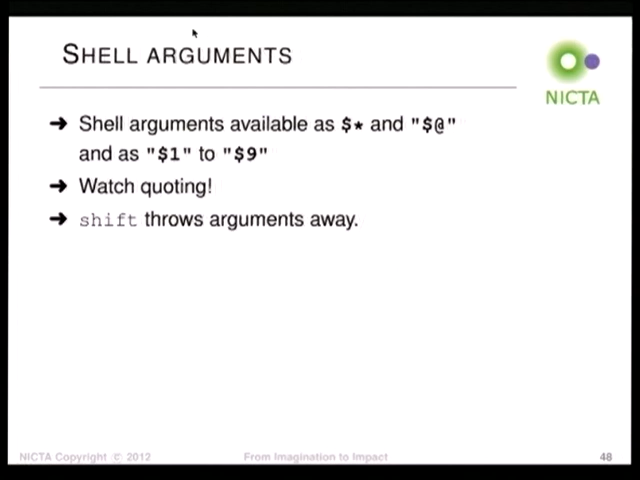 SHELL ARGUMENTS
NICTA
➜ Shell arguments available as $* and "$@"
and as "$1" to "$9"
➜ Watch quoting!
➜ shift throws arguments away.
NICTA Copyright © 2012 From Imagination to Impact 48